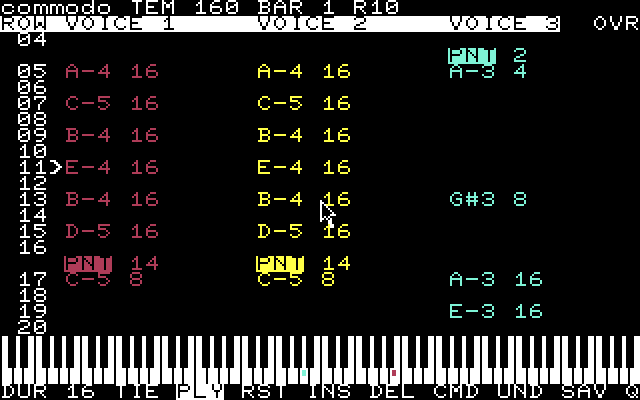 commodo TEM 160 BAR 1 R10
ROW VOICE 1 VOICE 2 VOICE 3 OVR
04
PNT 2
05 A-4 16 A-4 16 A-3 4
06
07 C-5 16 C-5 16
08
09 B-4 16 B-4 16
10
11>E-4 16 E-4 16
12
13 B-4 16 B-4 16 G#3 8
14
15 D-5 16 D-5 16
16
PNT 14 PNT 14
17 C-5 8 C-5 8 A-3 16
18
19 E-3 16
20
DUR 16 TIE PLY RST INS DEL CMD UND SAV Q